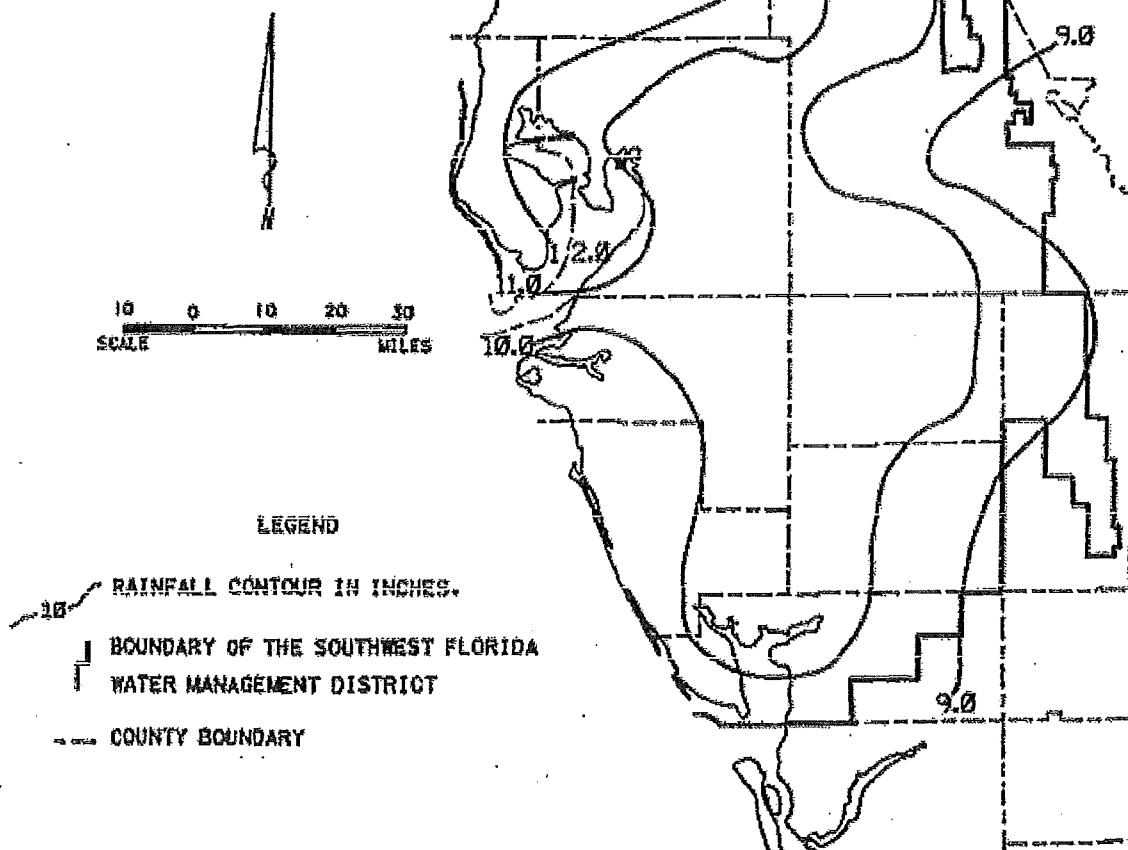 9.0
N
12.0
11.0
10 0 10 20 30
SCALE MILES
10.0
LEGEND
10 RAINFALL CONTOUR IN INCHES.
BOUNDARY OF THE SOUTHWEST FLORIDA
WATER MANAGEMENT DISTRICT
9.0
COUNTY BOUNDARY